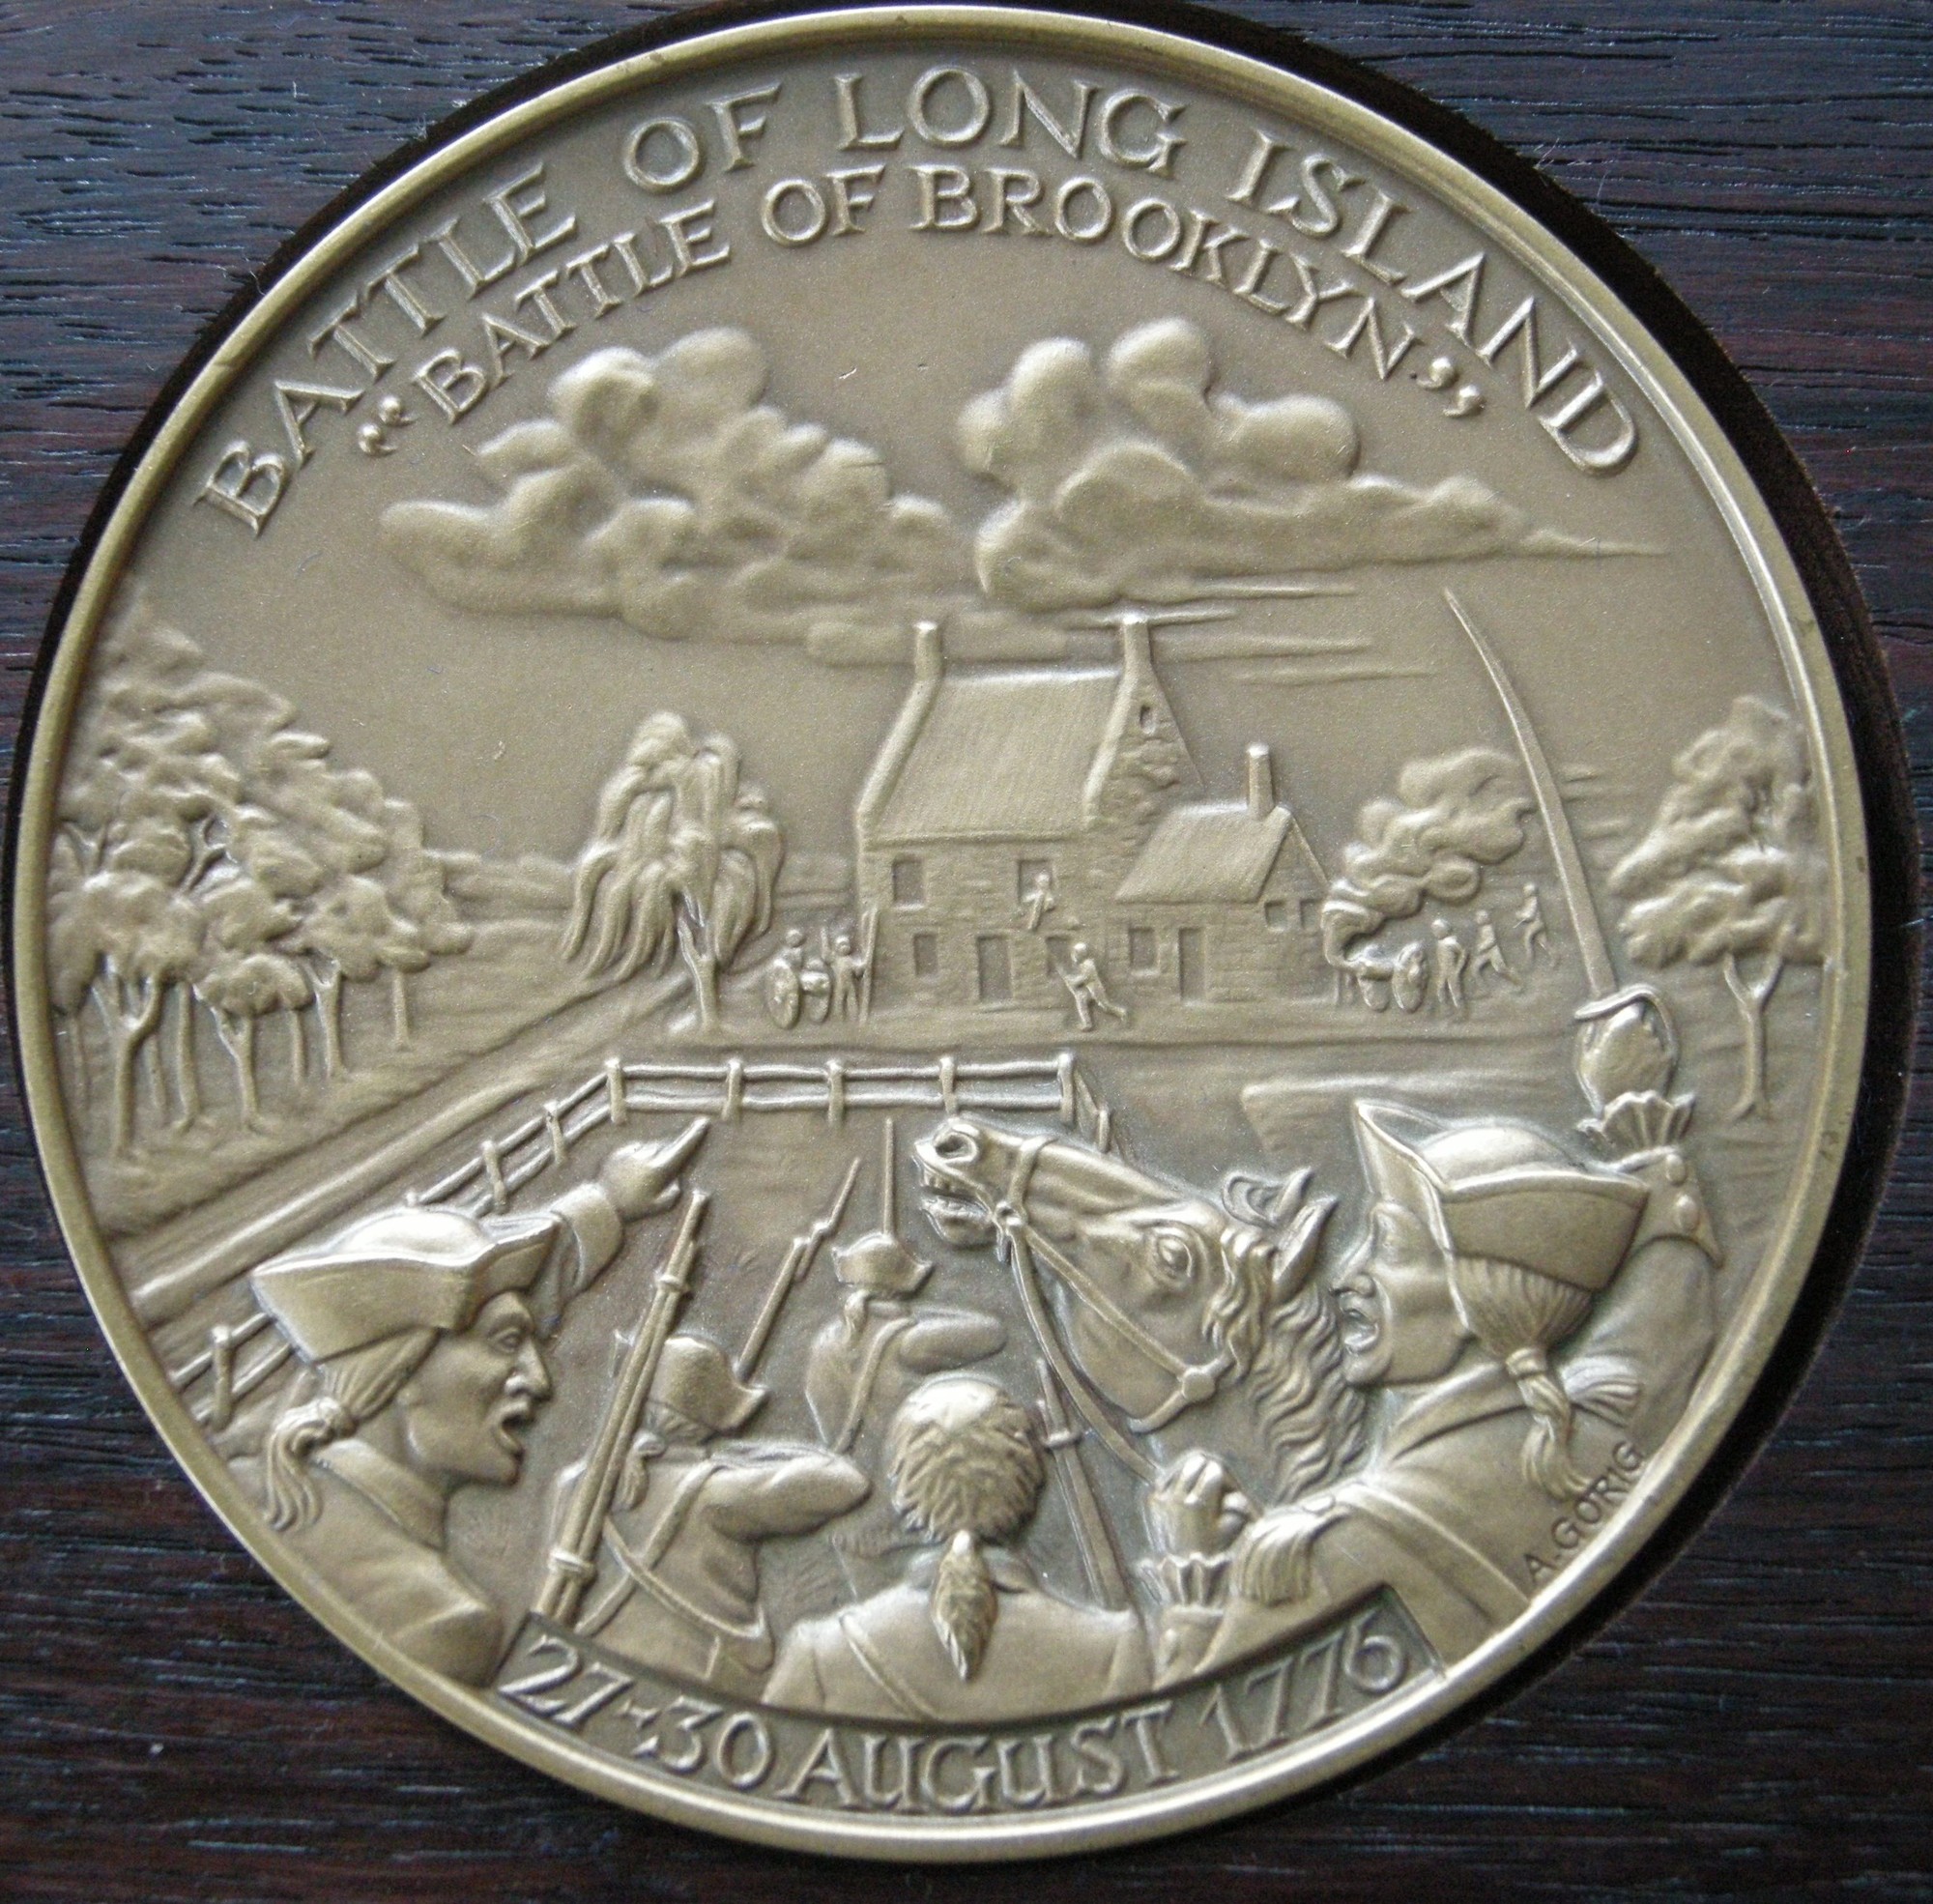 BATTLE OF LONG ISLAND
"BATTLE OF BROOKLYN."
A. GORIG
27-30 AUGUST 1776